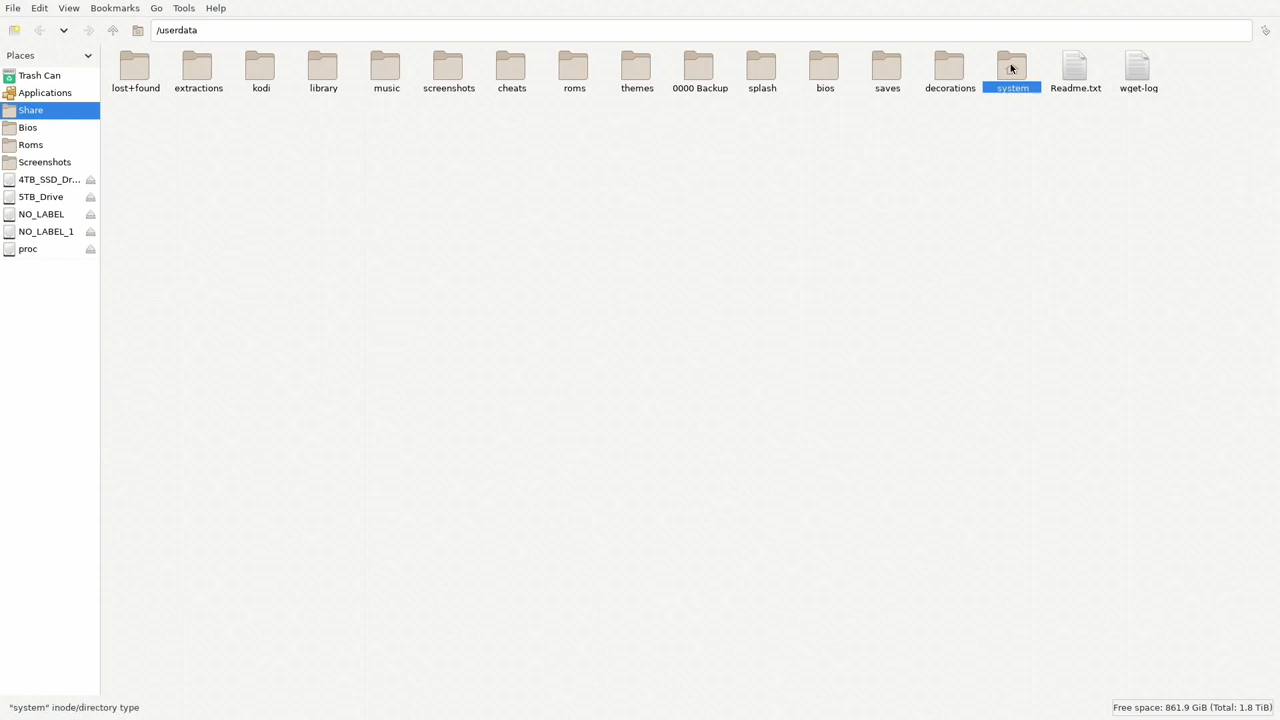 File Edit View Bookmarks Go Tools Help
/userdata
Places
Trash Can
Applications
Share
Bios
Roms
Screenshots
4TB_SSD_Dr...
5TB_Drive
NO_LABEL
NO_LABEL_1
proc
lost+found extractions kodi library music screenshots cheats roms themes 0000 Backup splash bios saves decorations system Readme.txt wget-log
"system" inode/directory type
Free space: 861.9 GiB (Total: 1.8 TiB)